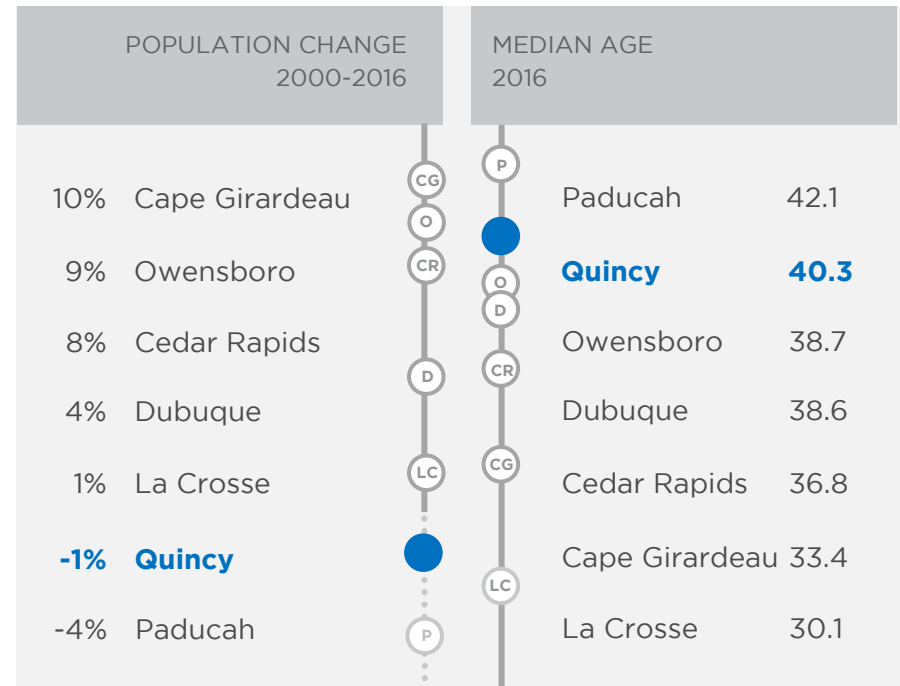 POPULATION CHANGE
2000-2016
10% Cape Girardeau
9% Owensboro
8% Cedar Rapids
4% Dubuque
1% La Crosse
-1% Quincy
-4% Paducah
CG
O
CR
D
LC
P
MEDIAN AGE
2016
P
O
D
CR
CG
LC
Paducah 42.1
Quincy 40.3
Owensboro 38.7
Dubuque 38.6
Cedar Rapids 36.8
Cape Girardeau 33.4
La Crosse 30.1